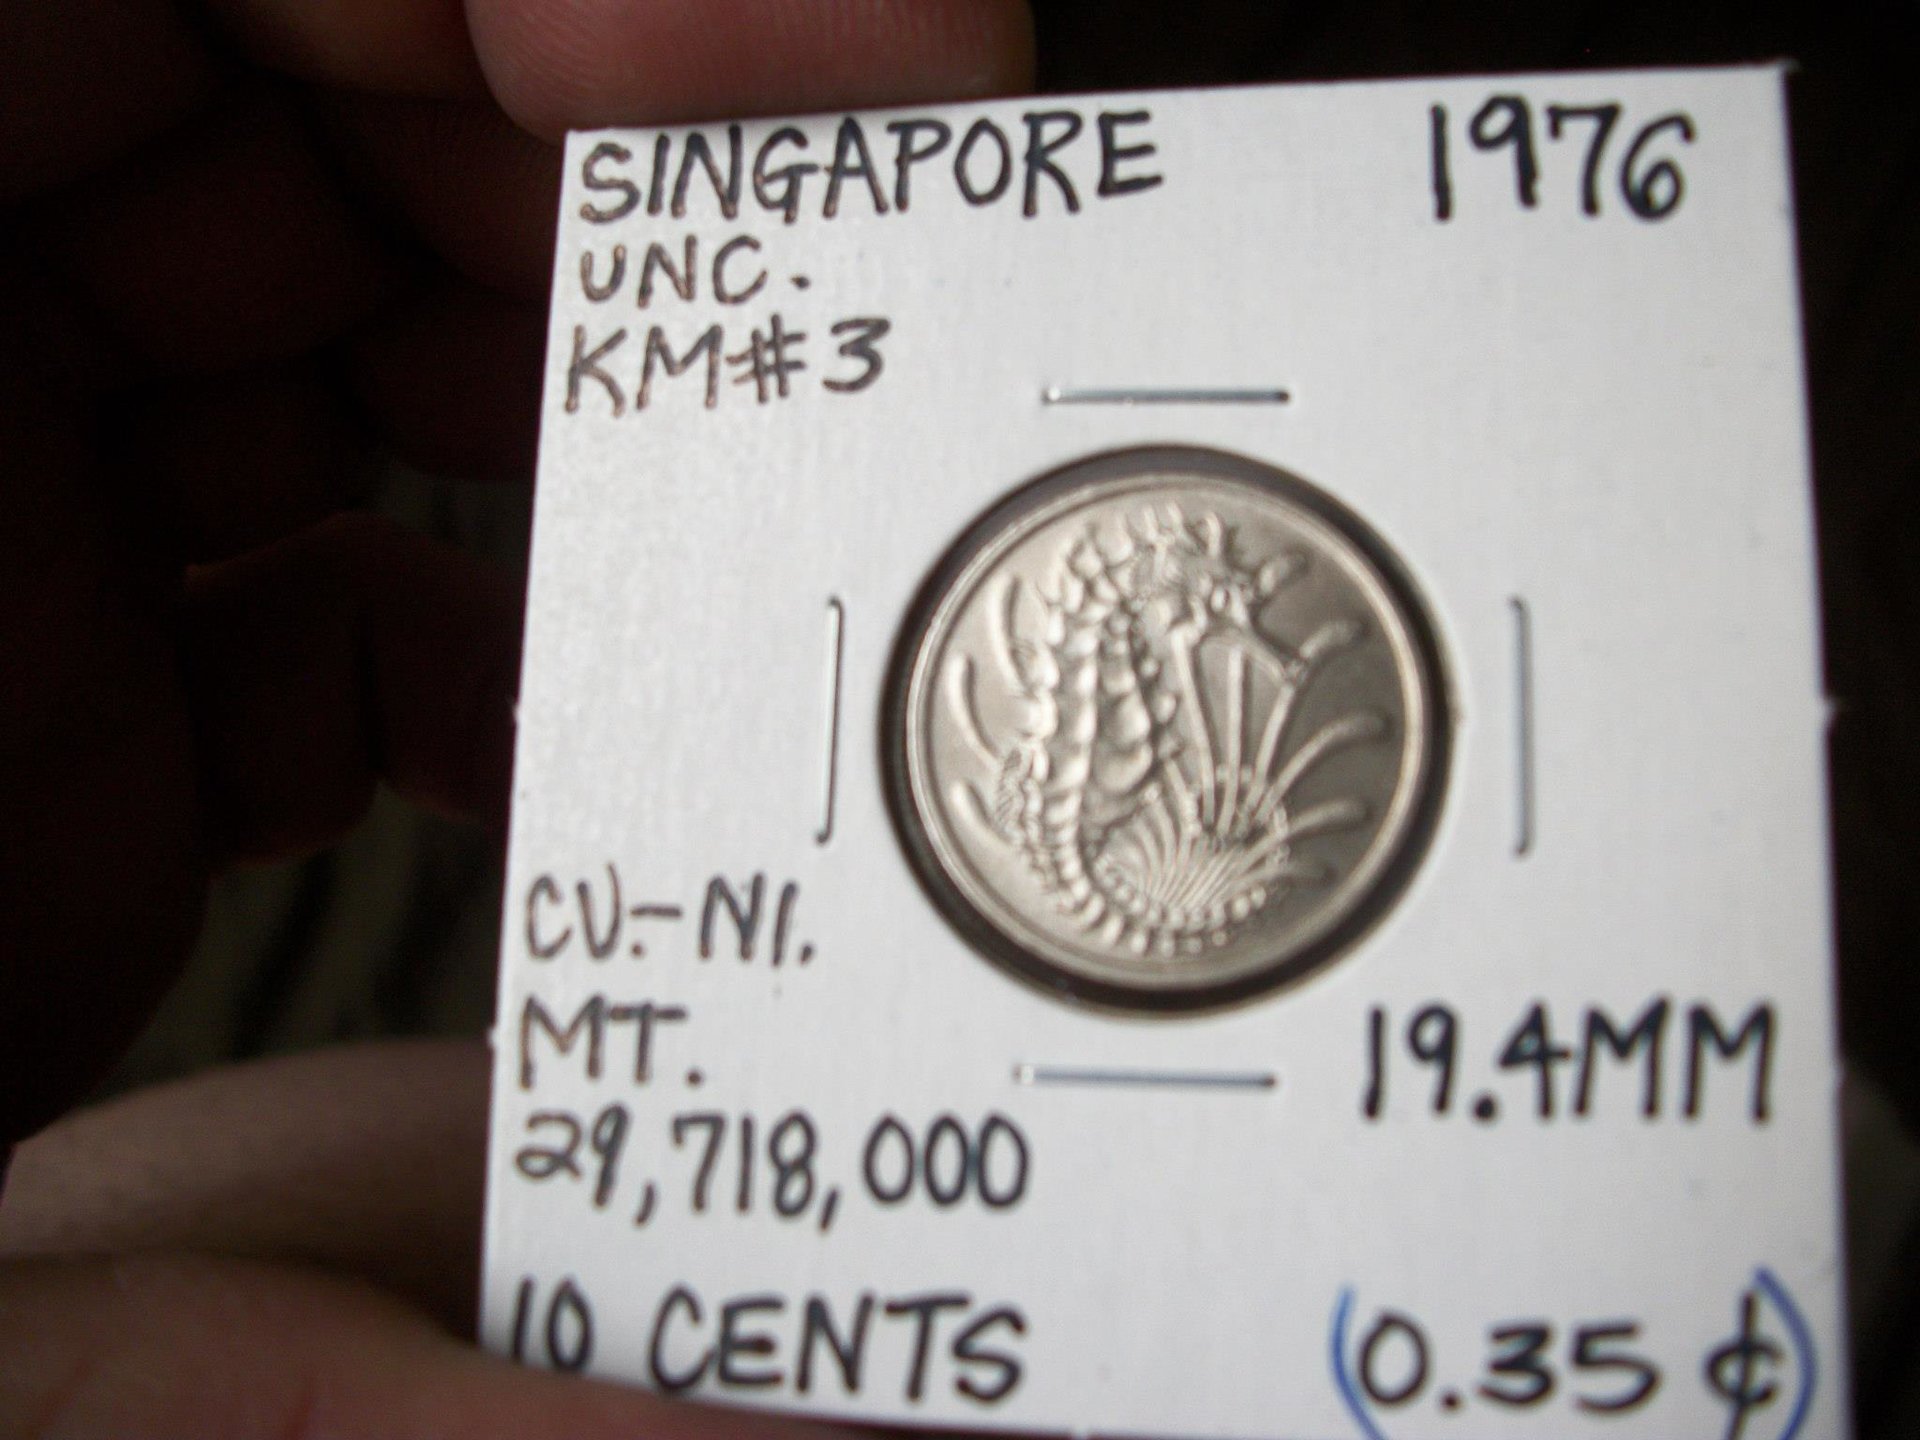 SINGAPORE 1976
UNC.
KM#3
CU.-NI.
MT. 19.4MM
29,718,000
10 CENTS (0.35 ¢)